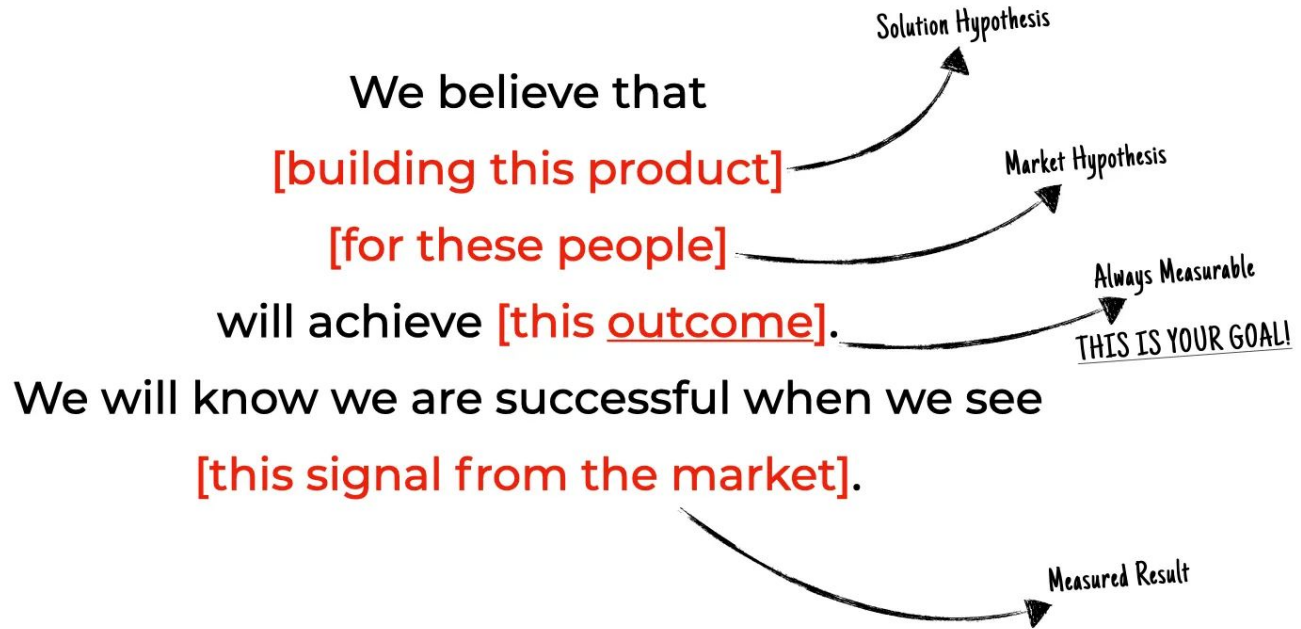 Solution Hypothesis
We believe that
[building this product]
Market Hypothesis
[for these people]
Always Measurable
will achieve [this outcome].
THIS IS YOUR GOAL!
We will know we are successful when we see
[this signal from the market].
Measured Result